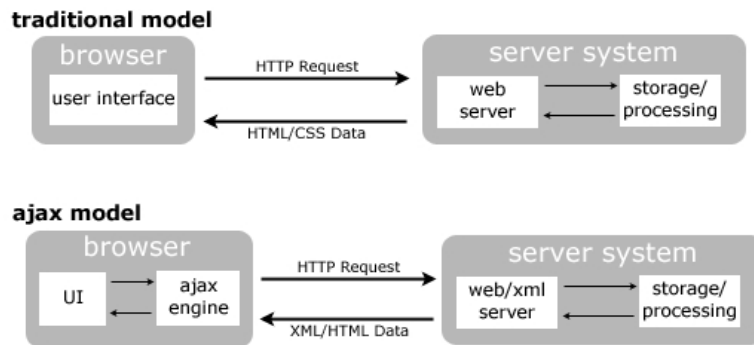 traditional model
browser
user interface
HTTP Request
HTML/CSS Data
server system
web
server
storage/
processing
ajax model
browser
UI
ajax
engine
HTTP Request
XML/HTML Data
server system
web/xml
server
storage/
processing